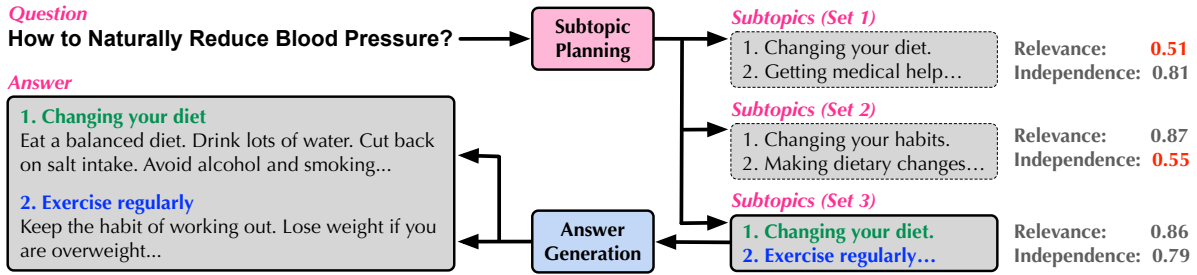 Question
How to Naturally Reduce Blood Pressure?
Subtopic
Planning
Subtopics (Set 1)
1. Changing your diet.
2. Getting medical help...
Relevance: 0.51
Independence: 0.81
Subtopics (Set 2)
1. Changing your habits.
2. Making dietary changes...
Relevance: 0.87
Independence: 0.55
Subtopics (Set 3)
1. Changing your diet.
2. Exercise regularly...
Relevance: 0.86
Independence: 0.79
Answer
Generation
Answer
1. Changing your diet
Eat a balanced diet. Drink lots of water. Cut back
on salt intake. Avoid alcohol and smoking...
2. Exercise regularly
Keep the habit of working out. Lose weight if you
are overweight...